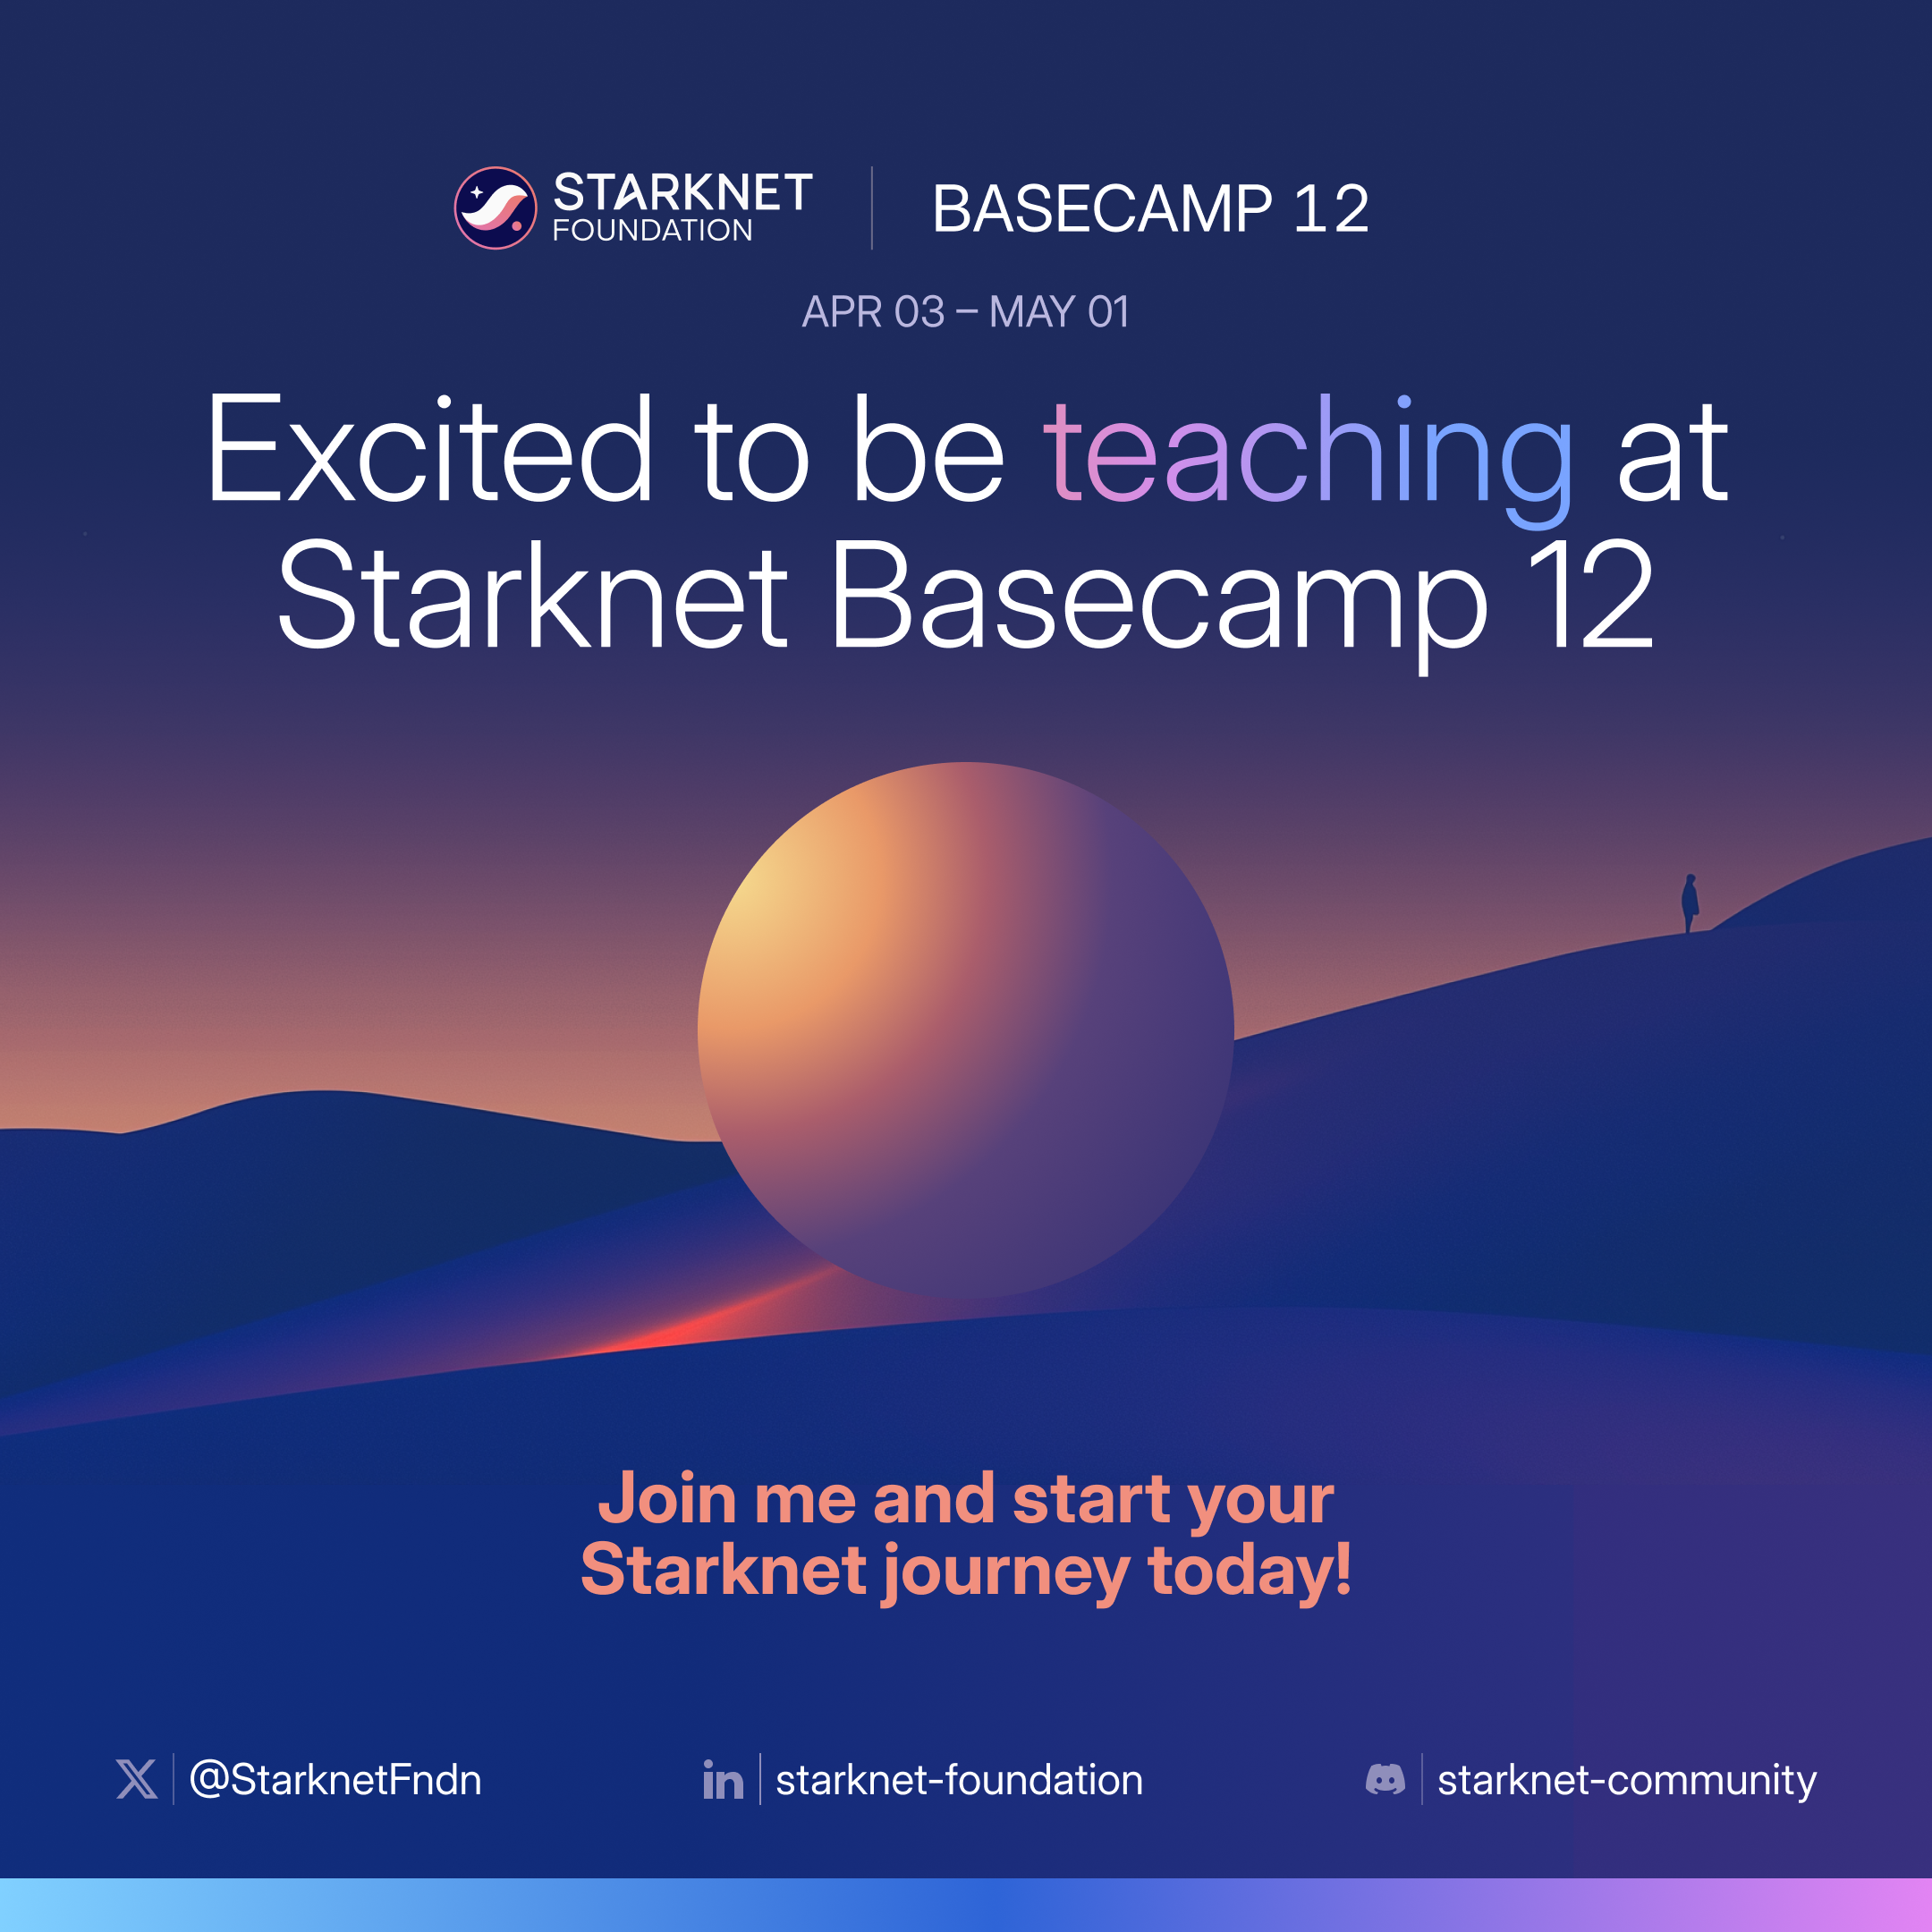 STARKNET
FOUNDATION
BASECAMP 12
APR 03 – MAY 01
Excited to be teaching at
Starknet Basecamp 12
Join me and start your
Starknet journey today!
@StarknetFndn
in
starknet-foundation
starknet-community